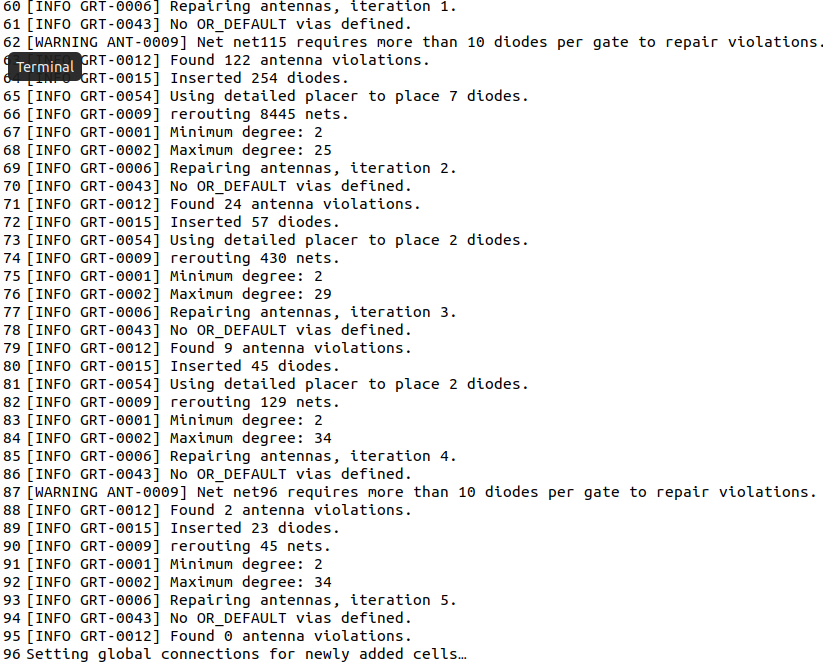 60 [INFO GRT-0006] Repairing antennas, iteration 1.
61 [INFO GRT-0043] No OR_DEFAULT vias defined.
62 [WARNING ANT-0009] Net net115 requires more than 10 diodes per gate to repair violations.
GRT-0012] Found 122 antenna violations.
Terminal
64 [INFO GRT-0015] Inserted 254 diodes.
65 [INFO GRT-0054] Using detailed placer to place 7 diodes.
66 [INFO GRT-0009] rerouting 8445 nets.
67 [INFO GRT-0001] Minimum degree: 2
68 [INFO GRT-0002] Maximum degree: 25
69 [INFO GRT-0006] Repairing antennas, iteration 2.
70 [INFO GRT-0043] No OR_DEFAULT vias defined.
71 [INFO GRT-0012] Found 24 antenna violations.
72 [INFO GRT-0015] Inserted 57 diodes.
73 [INFO GRT-0054] Using detailed placer to place 2 diodes.
74 [INFO GRT-0009] rerouting 430 nets.
75 [INFO GRT-0001] Minimum degree: 2
76 [INFO GRT-0002] Maximum degree: 29
77 [INFO GRT-0006] Repairing antennas, iteration 3.
78 [INFO GRT-0043] No OR_DEFAULT vias defined.
79 [INFO GRT-0012] Found 9 antenna violations.
80 [INFO GRT-0015] Inserted 45 diodes.
81 [INFO GRT-0054] Using detailed placer to place 2 diodes.
82 [INFO GRT-0009] rerouting 129 nets.
83 [INFO GRT-0001] Minimum degree: 2
84 [INFO GRT-0002] Maximum degree: 34
85 [INFO GRT-0006] Repairing antennas, iteration 4.
86 [INFO GRT-0043] No OR_DEFAULT vias defined.
87 [WARNING ANT-0009] Net net96 requires more than 10 diodes per gate to repair violations.
88 [INFO GRT-0012] Found 2 antenna violations.
89 [INFO GRT-0015] Inserted 23 diodes.
90 [INFO GRT-0009] rerouting 45 nets.
91 [INFO GRT-0001] Minimum degree: 2
92 [INFO GRT-0002] Maximum degree: 34
93 [INFO GRT-0006] Repairing antennas, iteration 5.
94 [INFO GRT-0043] No OR_DEFAULT vias defined.
95 [INFO GRT-0012] Found 0 antenna violations.
96 Setting global connections for newly added cells…